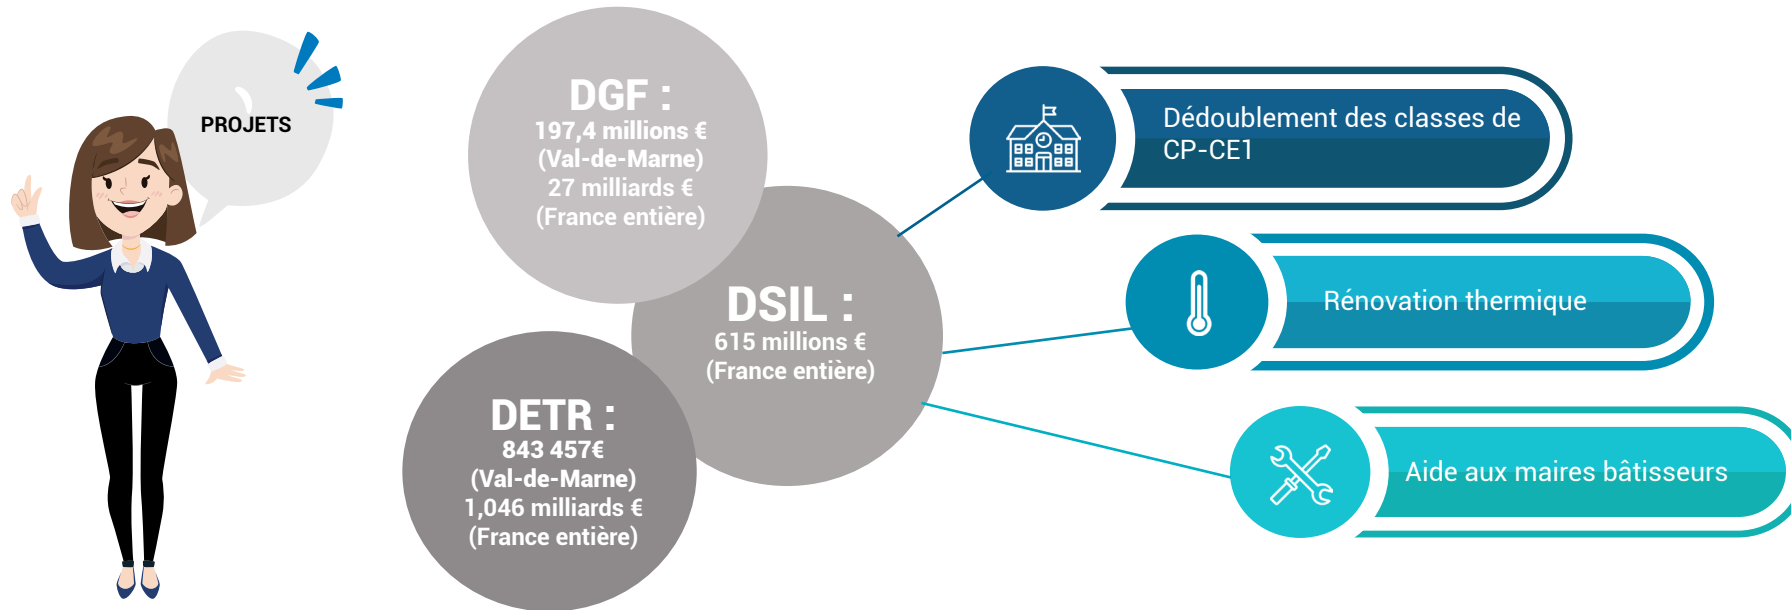 PROJETS
DGF :
197,4 millions €
(Val-de-Marne)
27 milliards €
(France entière)
DSIL :
615 millions €
(France entière)
DETR :
843 457€
(Val-de-Marne)
1,046 milliards €
(France entière)
Dédoublement des classes de
CP-CE1
Rénovation thermique
Aide aux maires bâtisseurs